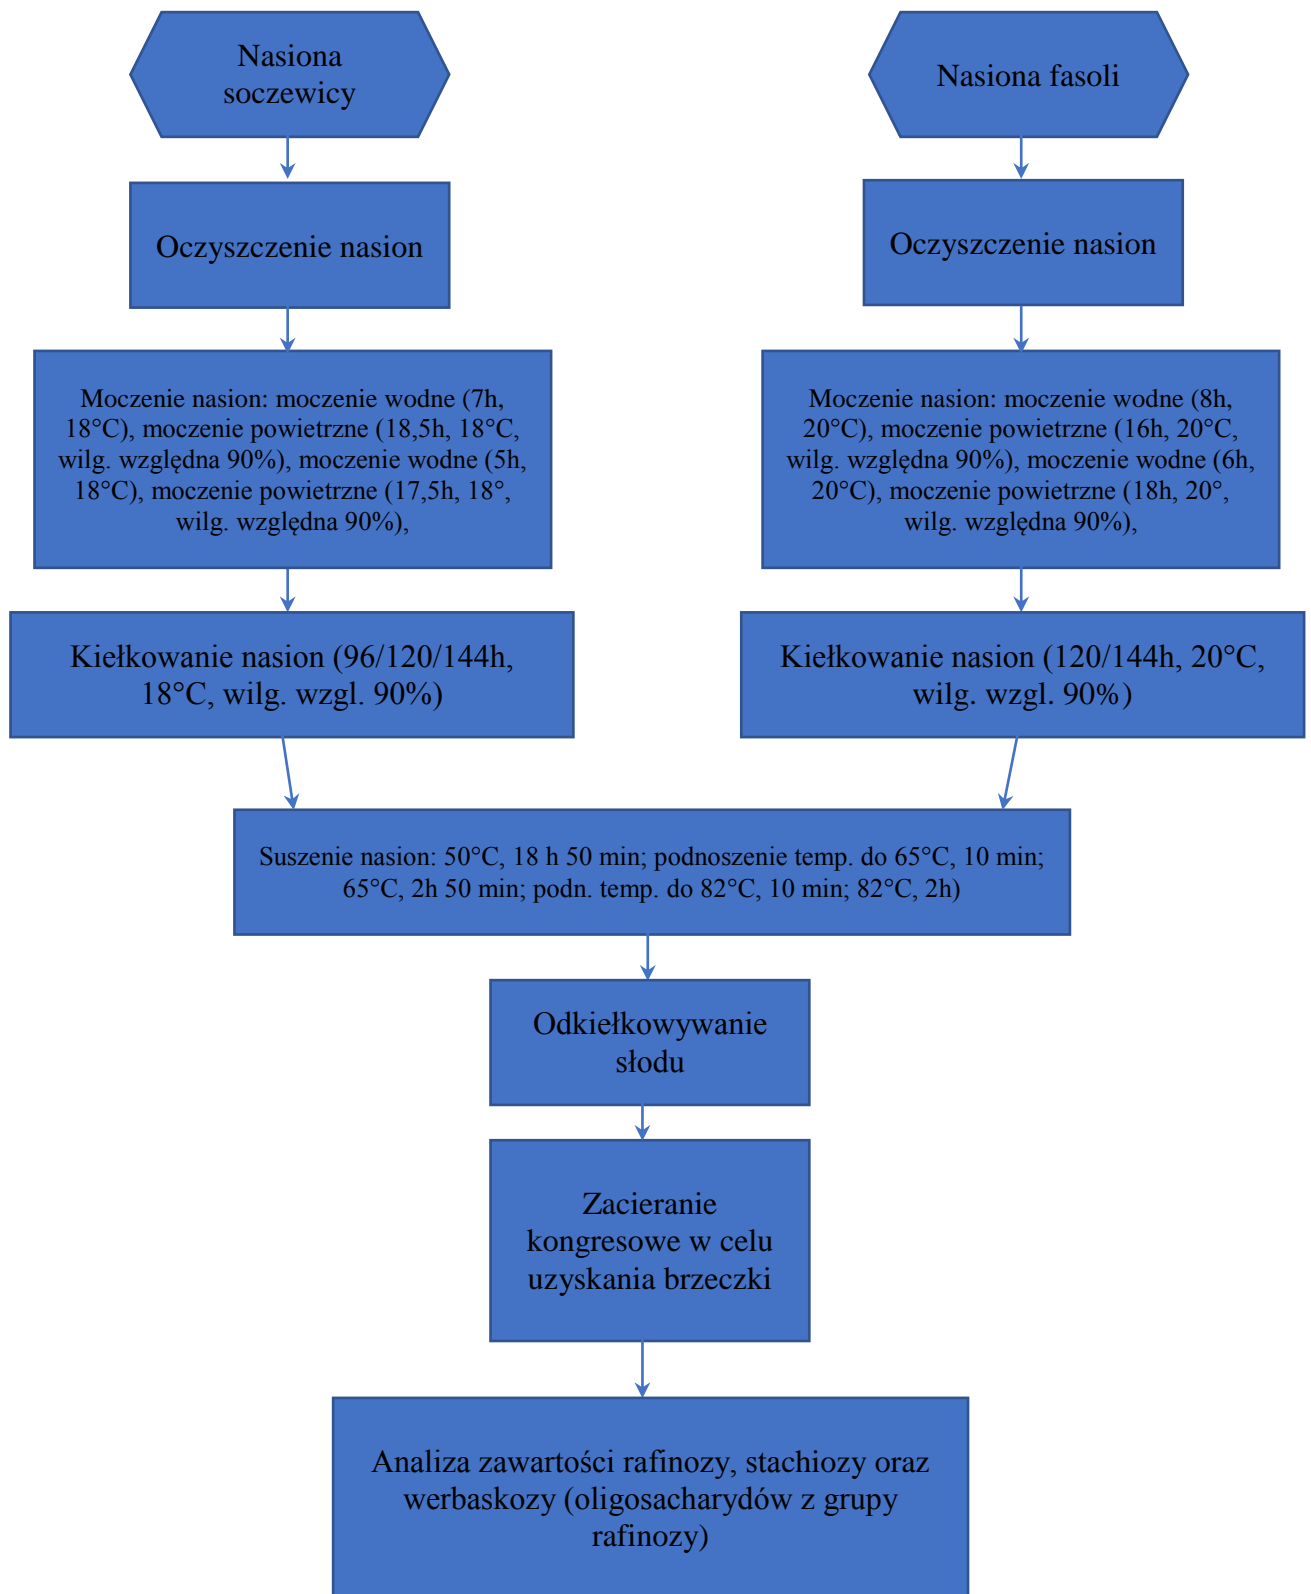 Nasiona
soczewicy
Nasiona fasoli
Oczyszczenie nasion
Oczyszczenie nasion
Moczenie nasion: moczenie wodne (7h,
18°C), moczenie powietrzne (18,5h, 18°C,
wilg. względna 90%), moczenie wodne (5h,
18°C), moczenie powietrzne (17,5h, 18°,
wilg. względna 90%),
Moczenie nasion: moczenie wodne (8h,
20°C), moczenie powietrzne (16h, 20°C,
wilg. względna 90%), moczenie wodne (6h,
20°C), moczenie powietrzne (18h, 20°,
wilg. względna 90%),
Kiełkowanie nasion (96/120/144h,
18°C, wilg. wzgl. 90%)
Kiełkowanie nasion (120/144h, 20°C,
wilg. wzgl. 90%)
Suszenie nasion: 50°C, 18 h 50 min; podnoszenie temp. do 65°C, 10 min;
65°C, 2h 50 min; podn. temp. do 82°C, 10 min; 82°C, 2h)
Odkiełkowywanie
słodu
Zacieranie
kongresowe w celu
uzyskania brzeczki
Analiza zawartości rafinozy, stachiozy oraz
werbaskozy (oligosacharydów z grupy
rafinozy)